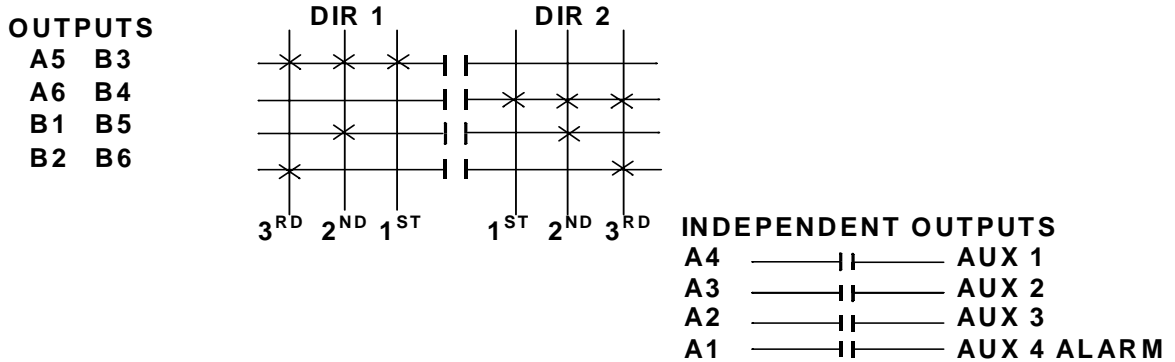 DIR 1 DIR 2
OUTPUTS
A5 B3
A6 B4
B1 B5
B2 B6
3RD 2ND 1ST 1ST 2ND 3RD
INDEPENDENT OUTPUTS
A4 AUX 1
A3 AUX 2
A2 AUX 3
A1 AUX 4 ALARM